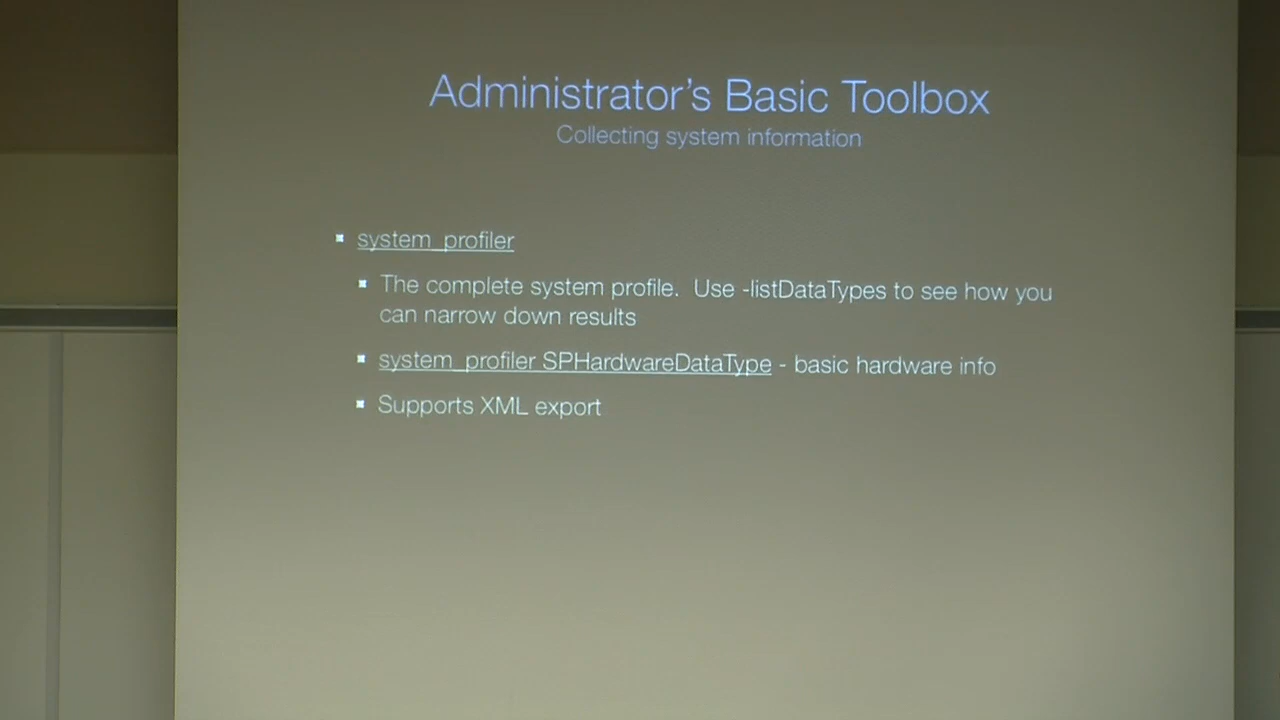 Administrator's Basic Toolbox
Collecting system information
system_profiler
The complete system profile.  Use -listDataTypes to see how you
can narrow down results
system_profiler SPHardwareDataType - basic hardware info
Supports XML export